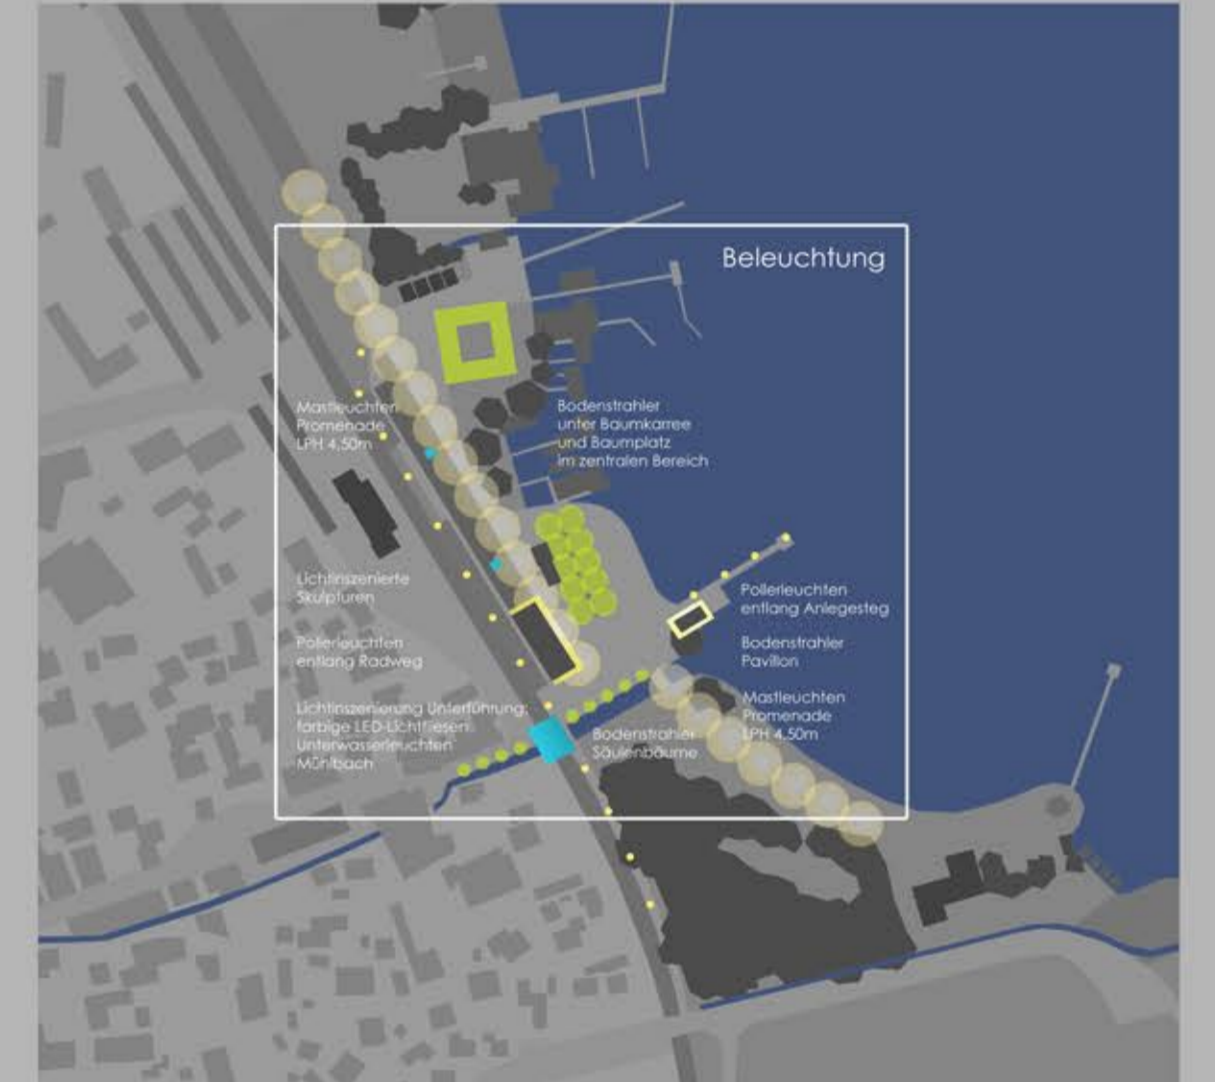 Beleuchtung
Mastleuchten
Promenade
LPH 4.50m
Bodenstrahler
unter Baumkarree
und Baumplatz
im zentralen Bereich
Lichtinszenierte
Skulpturen
Pollerleuchten
entlang Anlegesteg
Pollerleuchten
entlang Radweg
Bodenstrahler
Pavillon
Lichtinszenierung Unterführung:
farbige LED-Lichtfliesen
Unterwasserleuchten
Mühlbach
Mastleuchten
Promenade
LPH 4.50m
Bodenstrahler
Säulenbäume